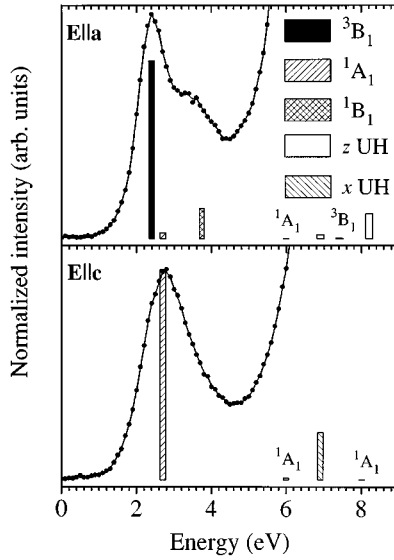 E||a
³B₁
¹A₁
¹B₁
z UH
x UH
¹A₁
³B₁
E||c
¹A₁
¹A₁
0 2 4 6 8
Energy (eV)
Normalized intensity (arb. units)